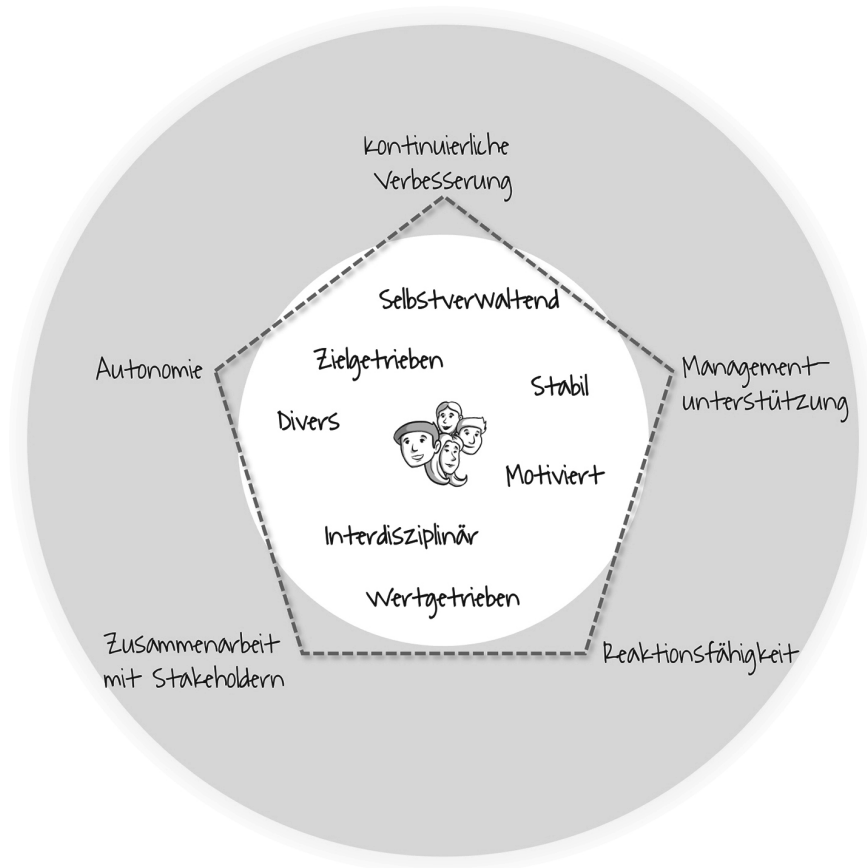 kontinuierliche
Verbesserung
Selbstverwaltend
Zielgetrieben
Autonomie
Management-
unterstützung
Stabil
Divers
Motiviert
Interdisziplinär
Wertgetrieben
Zusammenarbeit
mit Stakeholdern
Reaktionsfähigkeit